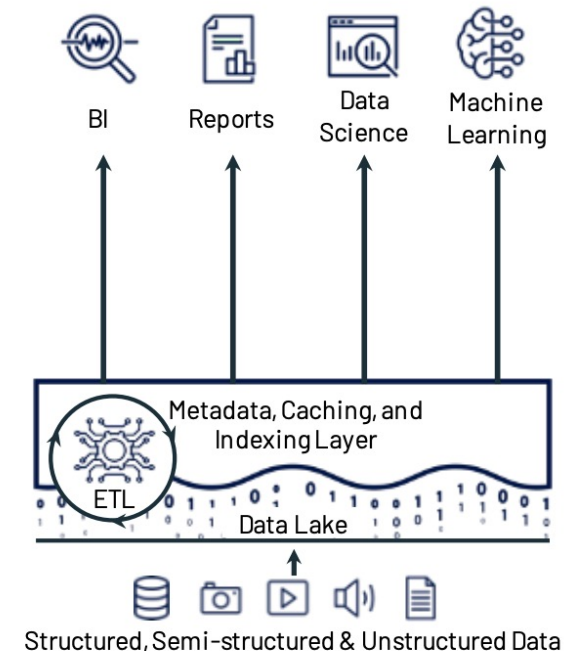 BI
Reports
Data
Science
Machine
Learning
Metadata, Caching, and
Indexing Layer
ETL
Data Lake
Structured, Semi-structured & Unstructured Data